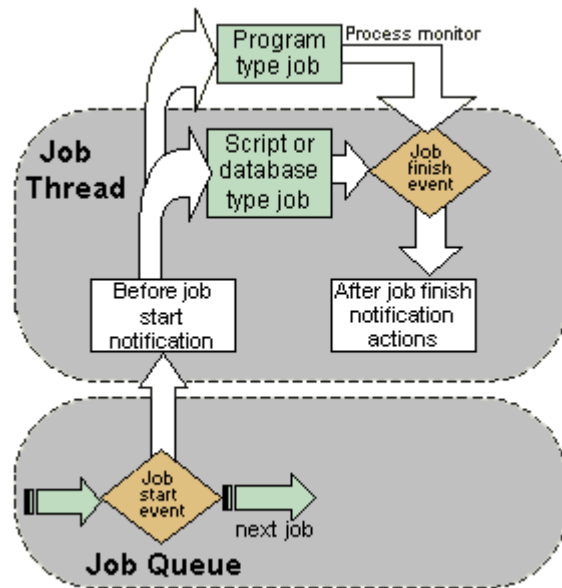 Program
type job
Process monitor
Job
Thread
Script or
database
type job
Job
finish
event
Before job
start
notification
After job finish
notification
actions
Job
start
event
next job
Job Queue